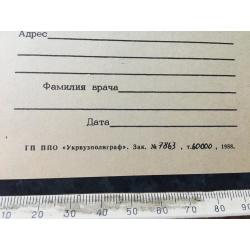 Адрес
Фамилия врача
Дата
ГП ППО «Укрвузполиграф». Зак. № 7863, т. 60000, 1988.
90 80 70 60 50 40 30 20 10